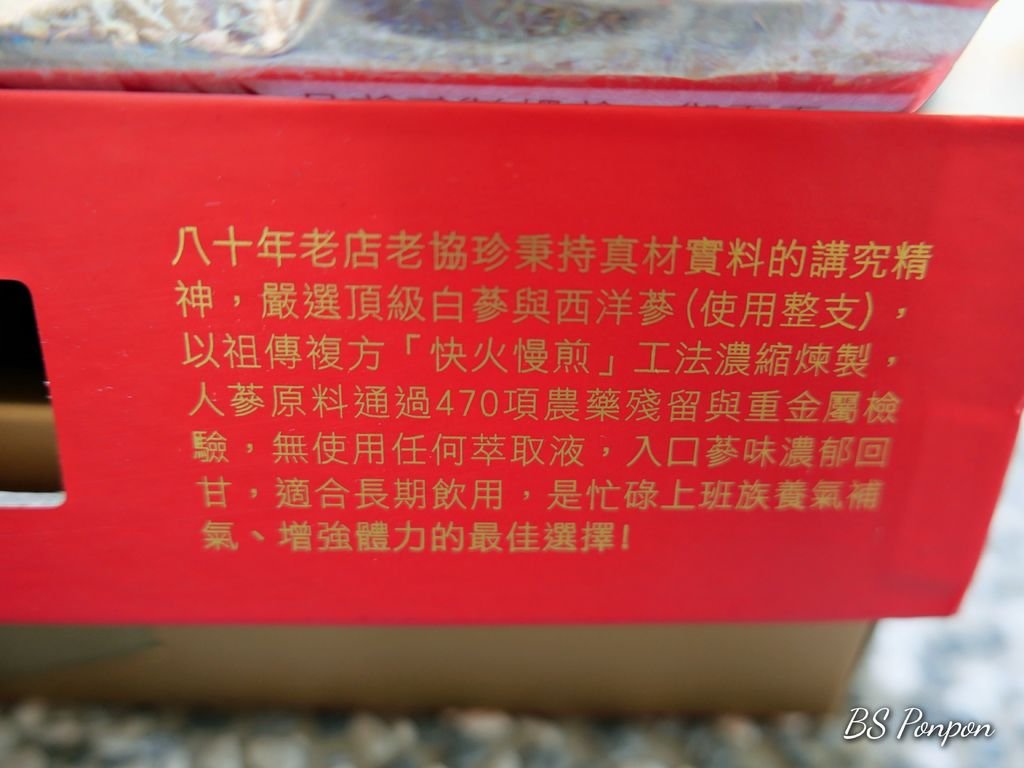 八十年老店老協珍秉持真材實料的講究精
神，嚴選頂級白蔘與西洋蔘(使用整支)，
以祖傳複方「快火慢煎」工法濃縮煉製，
人蔘原料通過470項農藥殘留與重金屬檢
驗，無使用任何萃取液，入口蔘味濃郁回
甘，適合長期飲用，是忙碌上班族養氣補
氣、增強體力的最佳選擇!
BS Ponpon